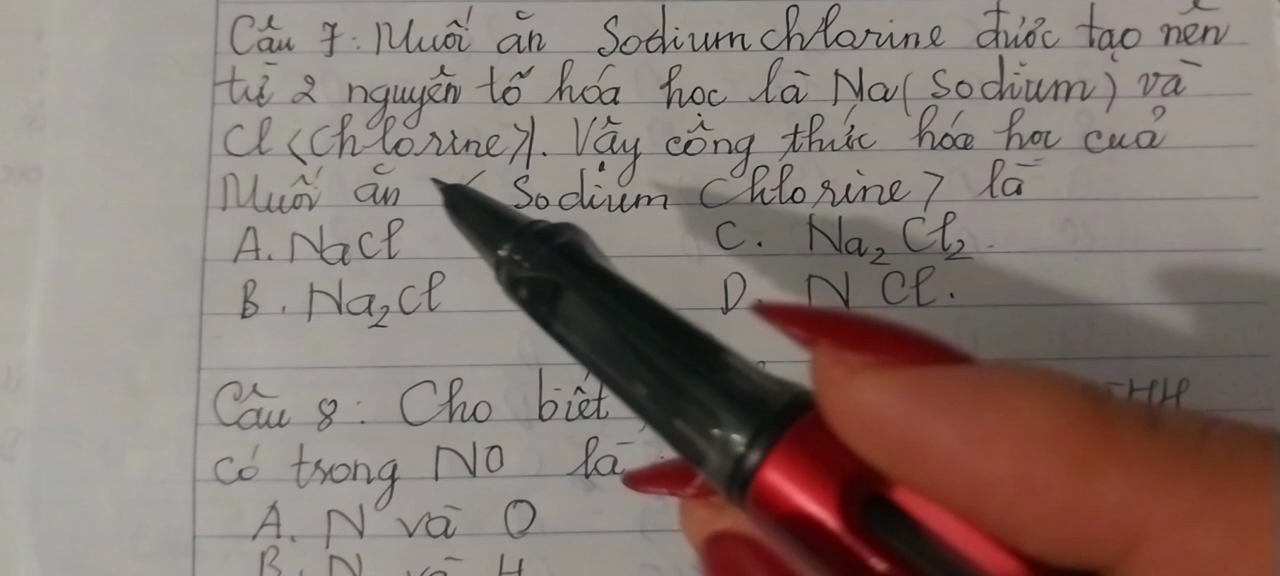 Câu 7: Muối ăn Sodium chlorine được tạo nên
từ 2 nguyên tố hóa học là Na (Sodium) và
Cl <Chlorine>. Vậy công thức hóa học của
Muối ăn < Sodium Chlorine> là
A. NaCl C. Na₂Cl₂.
B. Na₂Cl D. NCl.
Câu 8: Cho biết THH
có trong NO là
A. N và O
B. N và H